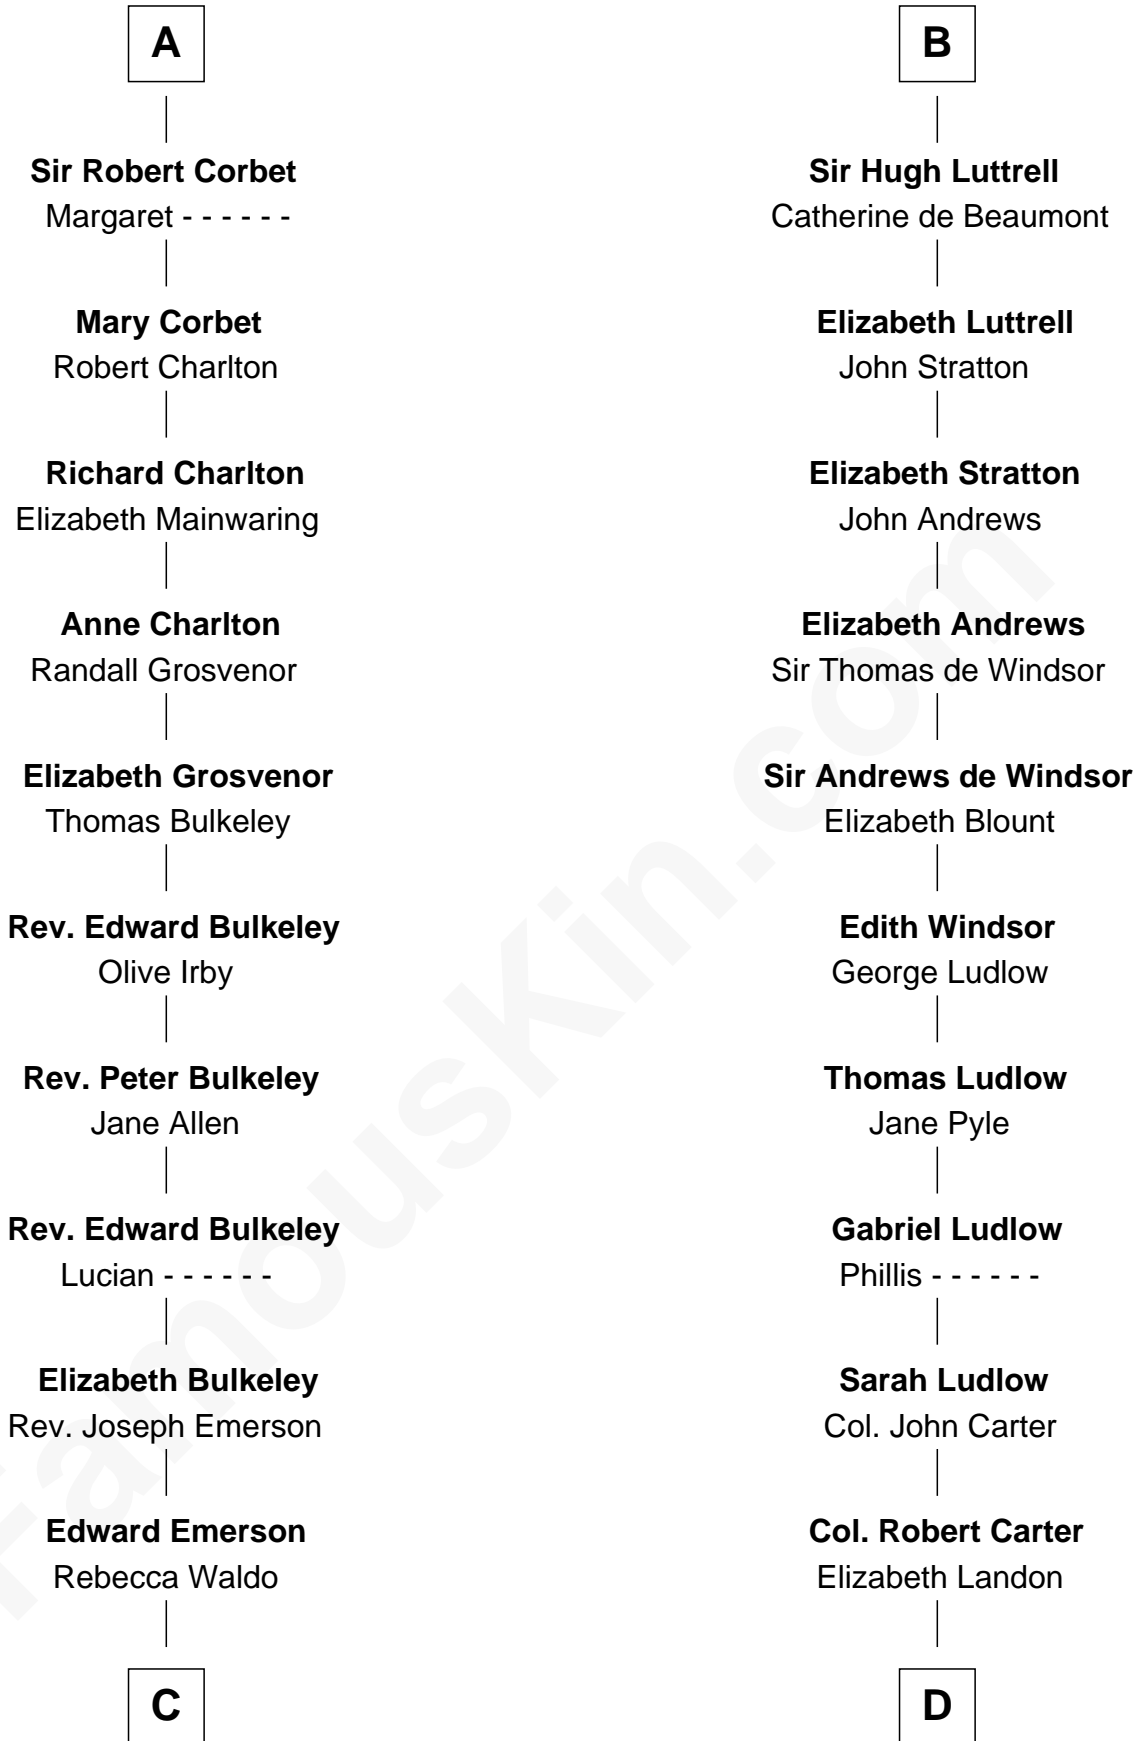 A
Sir Robert Corbet
Margaret - - - - - -
Mary Corbet
Robert Charlton
Richard Charlton
Elizabeth Mainwaring
Anne Charlton
Randall Grosvenor
Elizabeth Grosvenor
Thomas Bulkeley
Rev. Edward Bulkeley
Olive Irby
Rev. Peter Bulkeley
Jane Allen
Rev. Edward Bulkeley
Lucian - - - - - -
Elizabeth Bulkeley
Rev. Joseph Emerson
Edward Emerson
Rebecca Waldo
C
B
Sir Hugh Luttrell
Catherine de Beaumont
Elizabeth Luttrell
John Stratton
Elizabeth Stratton
John Andrews
Elizabeth Andrews
Sir Thomas de Windsor
Sir Andrews de Windsor
Elizabeth Blount
Edith Windsor
George Ludlow
Thomas Ludlow
Jane Pyle
Gabriel Ludlow
Phillis - - - - - -
Sarah Ludlow
Col. John Carter
Col. Robert Carter
Elizabeth Landon
D
FamousKin.com